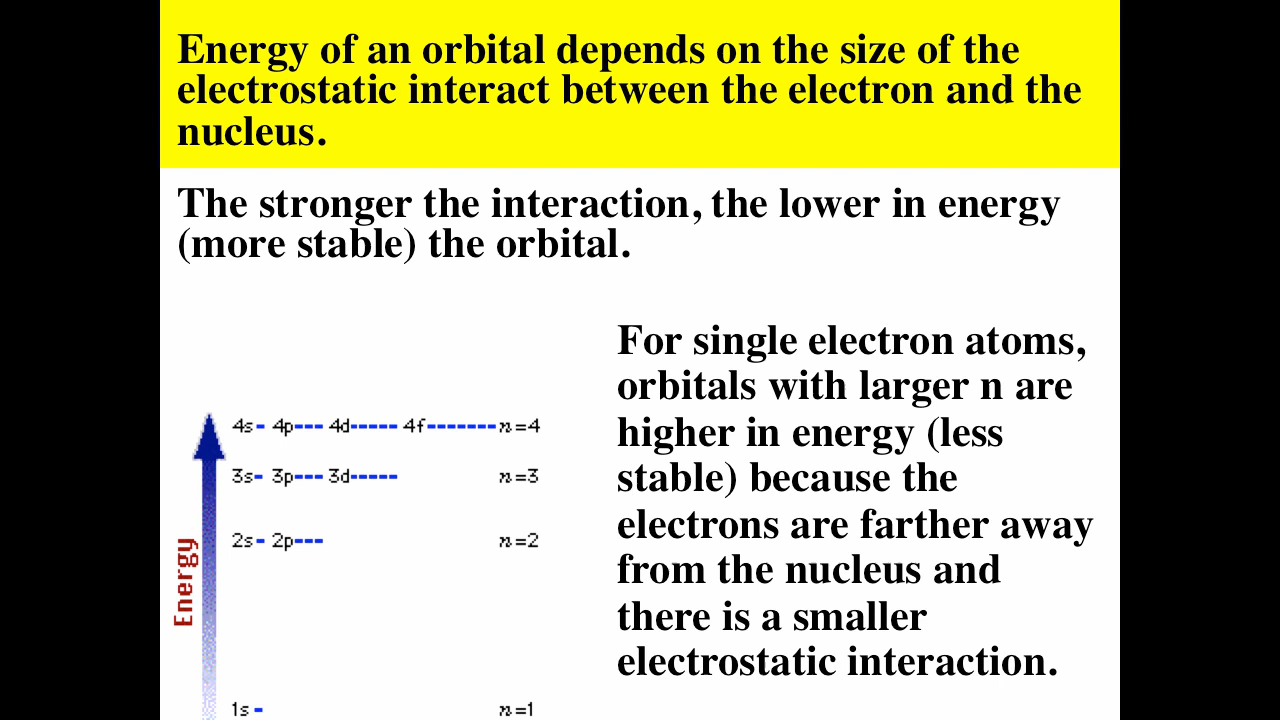 Energy of an orbital depends on the size of the
electrostatic interact between the electron and the
nucleus.
The stronger the interaction, the lower in energy
(more stable) the orbital.
For single electron atoms,
orbitals with larger n are
higher in energy (less
stable) because the
electrons are farther away
from the nucleus and
there is a smaller
electrostatic interaction.
4s- 4p--- 4d----- 4f-------n=4
3s- 3p--- 3d----- n=3
2s- 2p--- n=2
1s- n=1
Energy